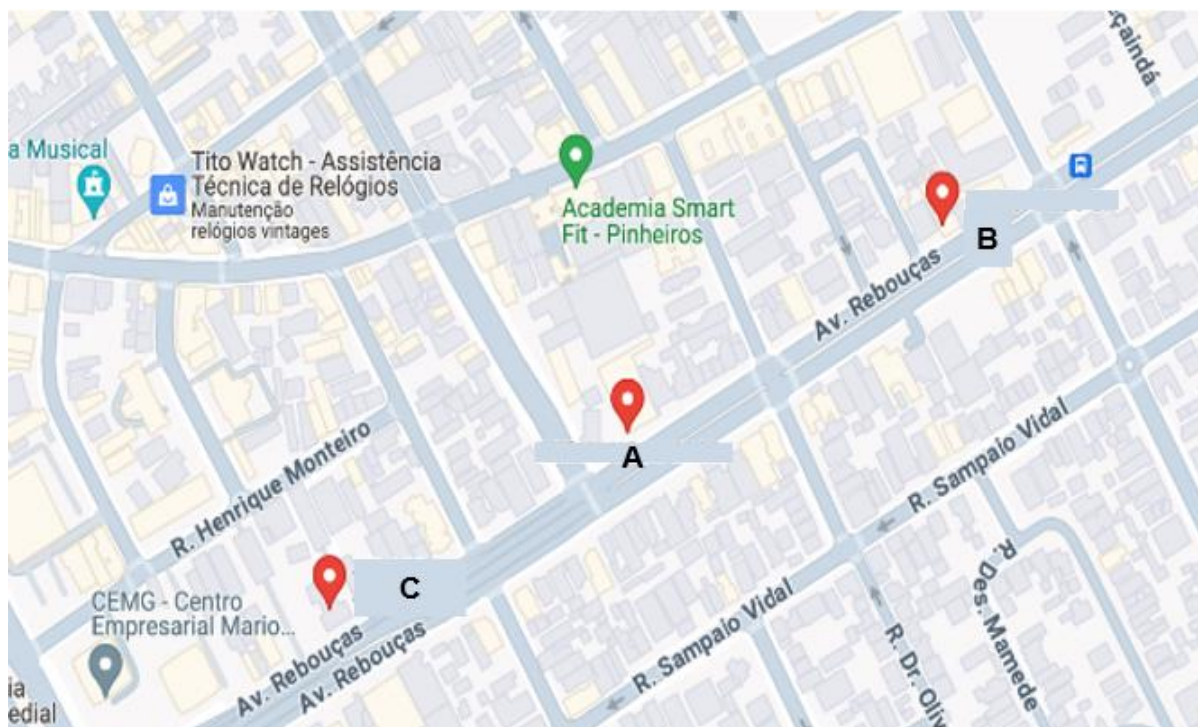 çaindá
a Musical
Tito Watch - Assistência
Técnica de Relógios
Manutenção
relógios vintages
Academia Smart
Fit - Pinheiros
B
Av. Rebouças
A
R. Sampaio Vidal
R. Henrique Monteiro
C
CEMG - Centro
Empresarial Mario...
R. Des. Mamede
R. Sampaio Vidal
R. Dr. Oliv
Av. Rebouças
Av. Rebouças
ia
edial